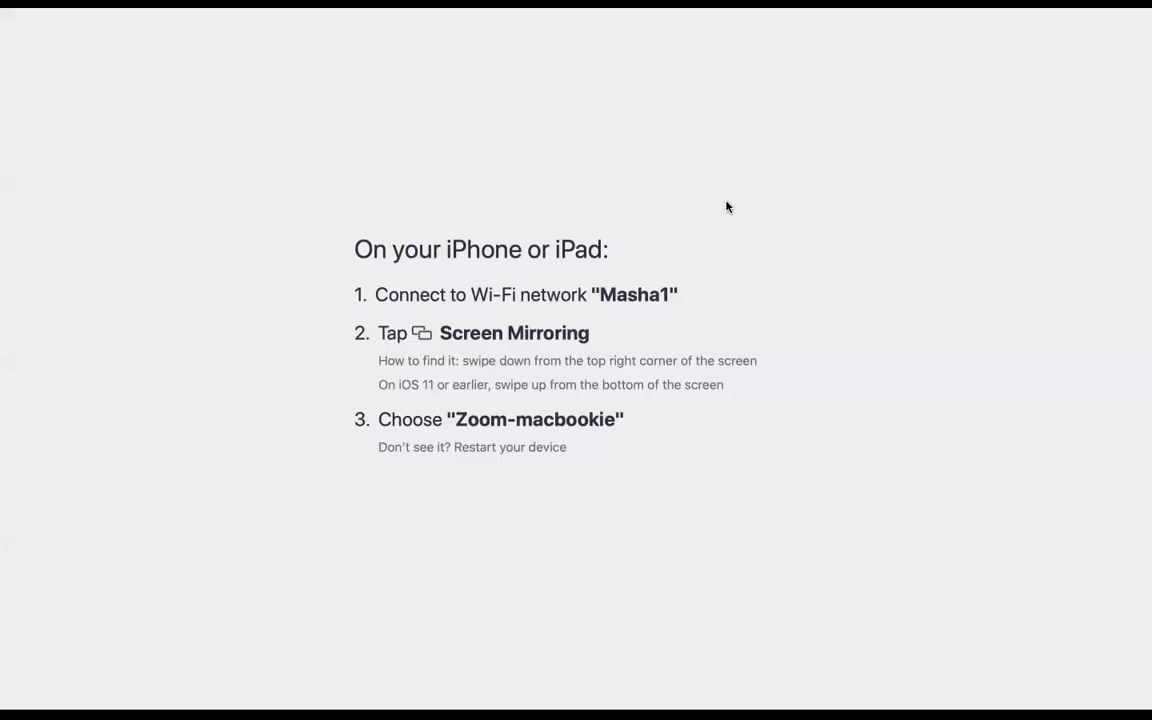 On your iPhone or iPad:
1. Connect to Wi-Fi network "Masha1"
2. Tap Screen Mirroring
How to find it: swipe down from the top right corner of the screen
On iOS 11 or earlier, swipe up from the bottom of the screen
3. Choose "Zoom-macbookie"
Don't see it? Restart your device